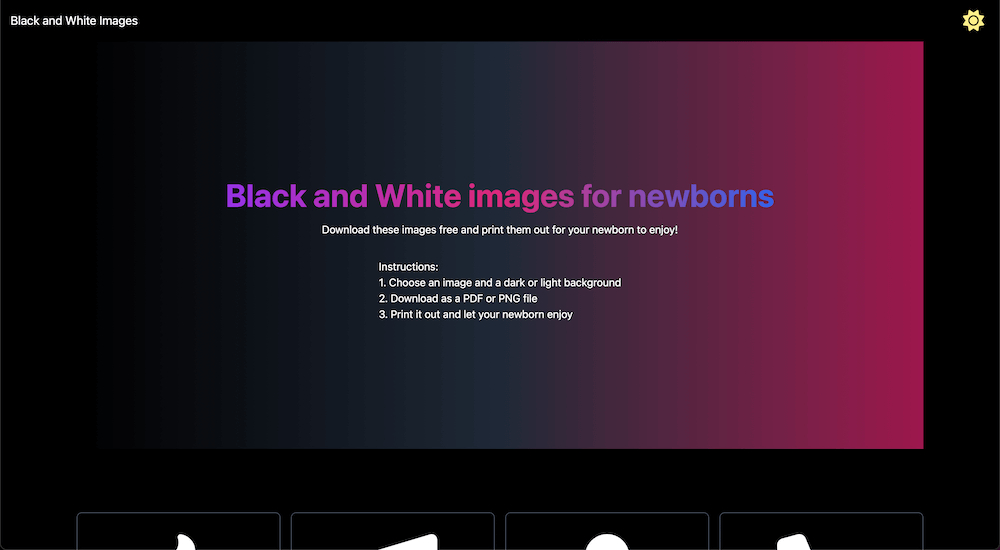 Black and White Images
Black and White images for newborns
Download these images free and print them out for your newborn to enjoy!
Instructions:
1. Choose an image and a dark or light background
2. Download as a PDF or PNG file
3. Print it out and let your newborn enjoy